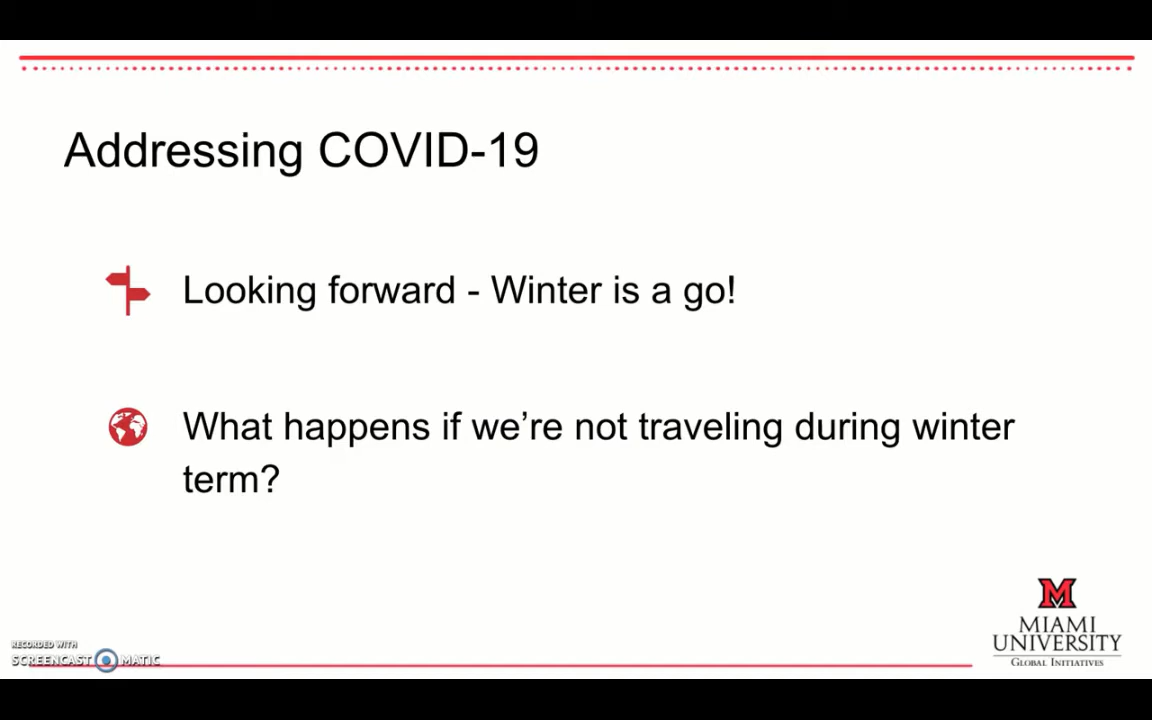 Addressing COVID-19
Looking forward - Winter is a go!
What happens if we’re not traveling during winter
term?
M
MIAMI
UNIVERSITY
GLOBAL INITIATIVES
RECORDED WITH
SCREENCAST MATIC